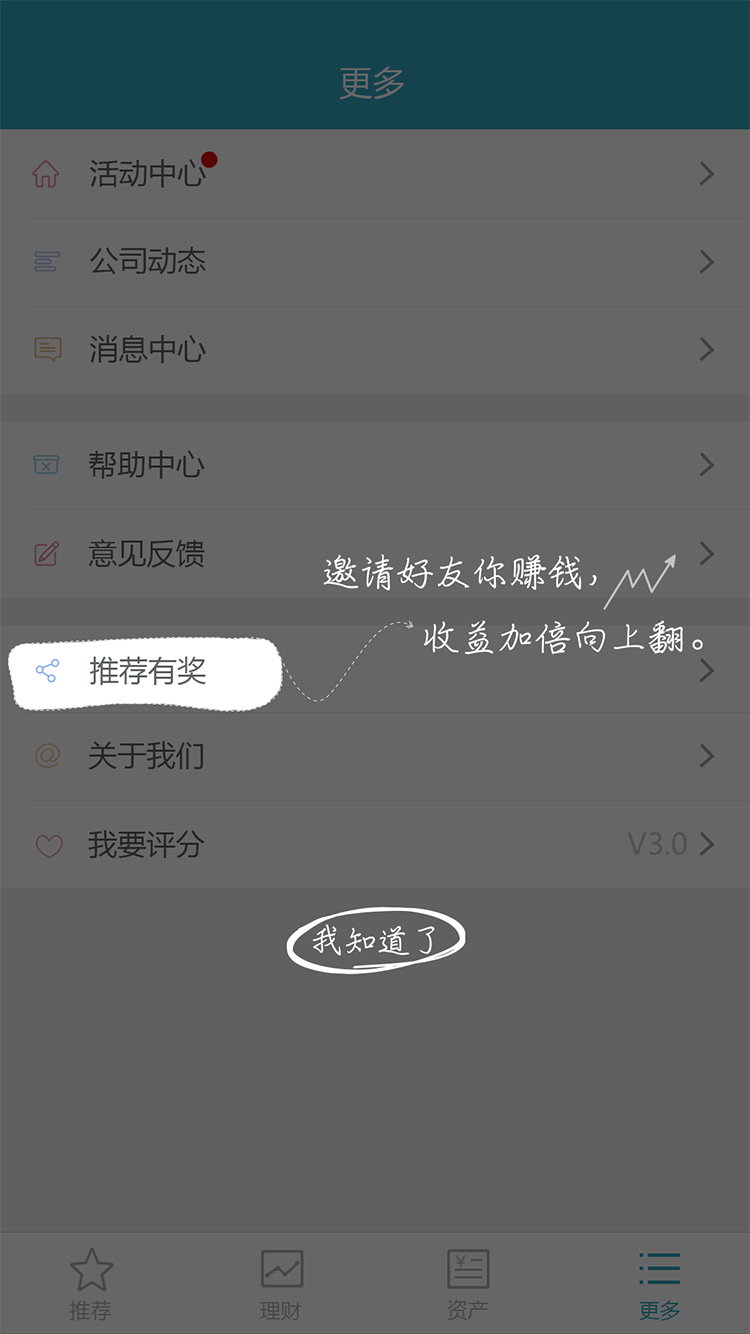 更多
活动中心
公司动态
消息中心
帮助中心
意见反馈
邀请好友你赚钱，
收益加倍向上翻。
推荐有奖
关于我们
我要评分 V3.0
我知道了
推荐 理财 资产 更多